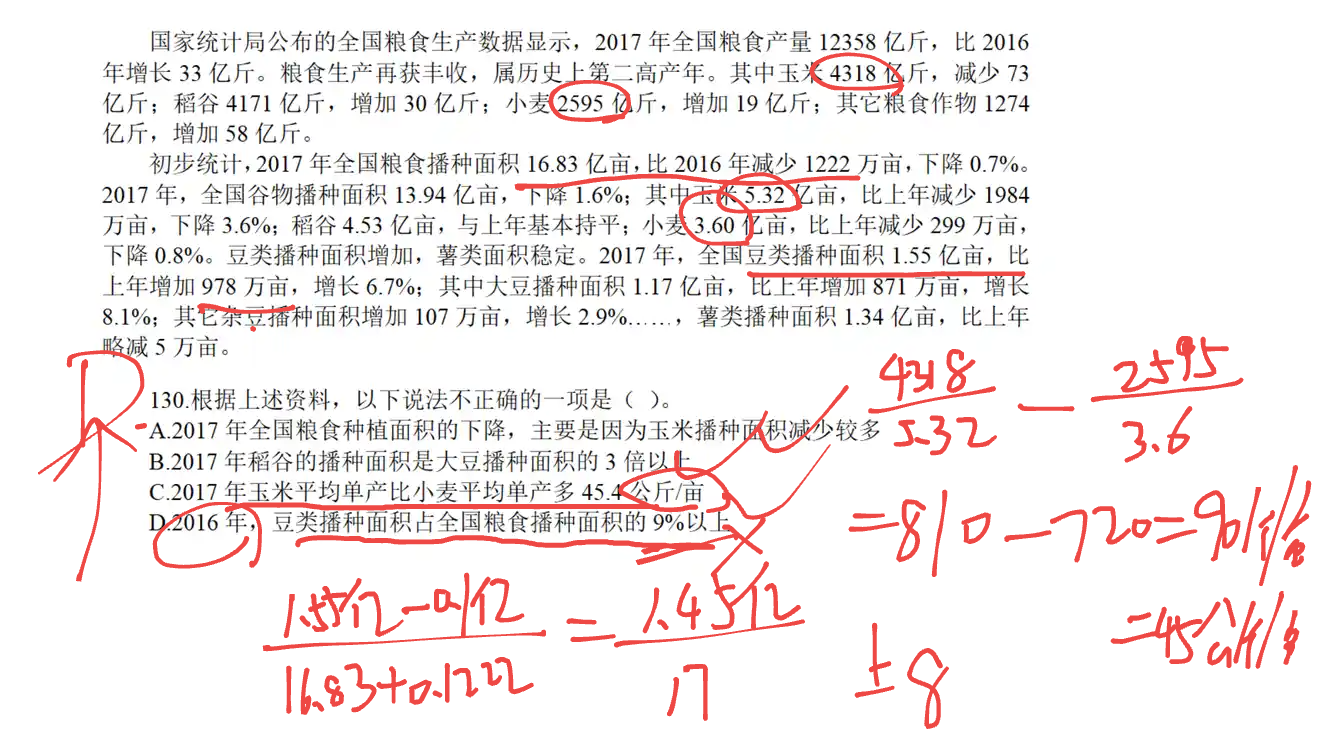 国家统计局公布的全国粮食生产数据显示，2017 年全国粮食产量 12358 亿斤，比 2016
年增长 33 亿斤。粮食生产再获丰收，属历史上第二高产年。其中玉米 4318 亿斤，减少 73
亿斤；稻谷 4171 亿斤，增加 30 亿斤；小麦 2595 亿斤，增加 19 亿斤；其它粮食作物 1274
亿斤，增加 58 亿斤。
初步统计，2017 年全国粮食播种面积 16.83 亿亩，比 2016 年减少 1222 万亩，下降 0.7%。
2017 年，全国谷物播种面积 13.94 亿亩，下降 1.6%；其中玉米 5.32 亿亩，比上年减少 1984
万亩，下降 3.6%；稻谷 4.53 亿亩，与上年基本持平；小麦 3.60 亿亩，比上年减少 299 万亩，
下降 0.8%。豆类播种面积增加，薯类面积稳定。2017 年，全国豆类播种面积 1.55 亿亩，比
上年增加 978 万亩，增长 6.7%；其中大豆播种面积 1.17 亿亩，比上年增加 871 万亩，增长
8.1%；其它杂豆播种面积增加 107 万亩，增长 2.9%……，薯类播种面积 1.34 亿亩，比上年
略减 5 万亩。
130.根据上述资料，以下说法不正确的一项是（ ）。
A.2017 年全国粮食种植面积的下降，主要是因为玉米播种面积减少较多
B.2017 年稻谷的播种面积是大豆播种面积的 3 倍以上
C.2017 年玉米平均单产比小麦平均单产多 45.4 公斤/亩
D.2016 年，豆类播种面积占全国粮食播种面积的 9%以上
4318 2595
5.32 − 3.6
=810−720=90斤/亩
=45公斤/亩
1.55亿−0.1亿 = 1.45亿
16.83+0.1222 17
±8